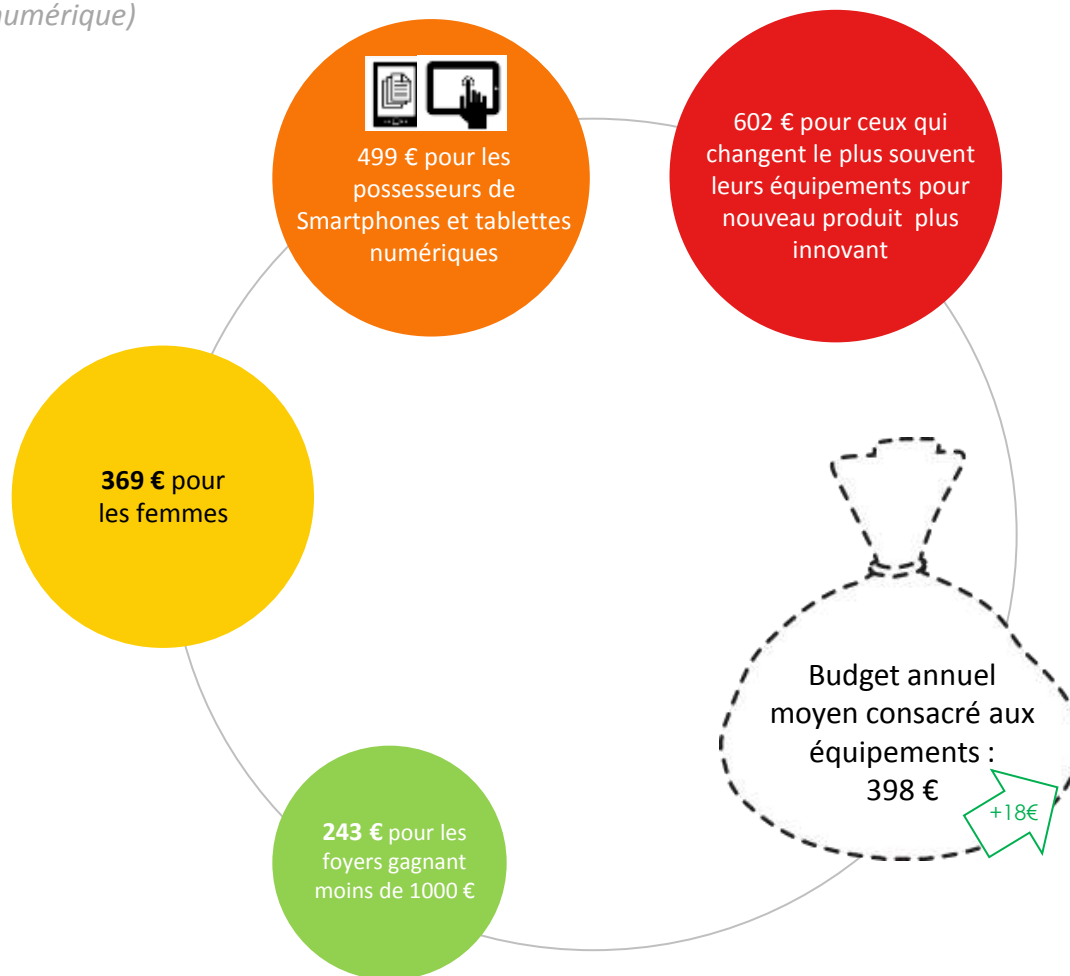 numérique)
499 € pour les
possesseurs de
Smartphones et tablettes
numériques
602 € pour ceux qui
changent le plus souvent
leurs équipements pour
nouveau produit plus
innovant
369 € pour
les femmes
Budget annuel
moyen consacré aux
équipements :
398 €
+18€
243 € pour les
foyers gagnant
moins de 1000 €